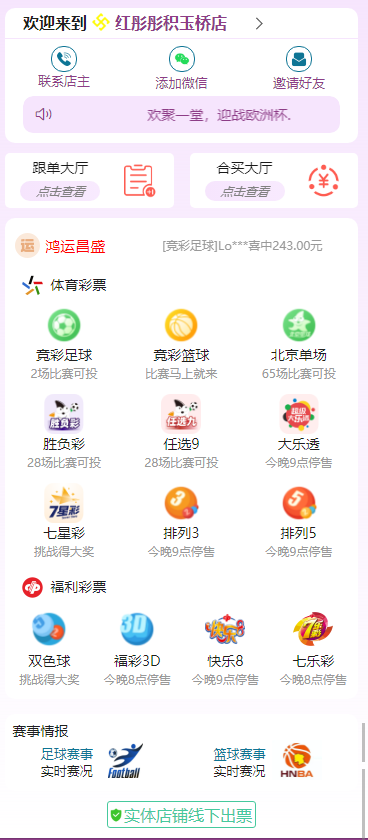 欢迎来到 红彤彤积玉桥店
联系店主 添加微信 邀请好友
欢聚一堂，迎战欧洲杯.
跟单大厅 合买大厅
点击查看 点击查看
运 鸿运昌盛 [竞彩足球]Lo***喜中243.00元
体育彩票
竞彩足球 竞彩篮球 北京单场
2场比赛可投 比赛马上就来 65场比赛可投
胜负彩 任选九 超级大乐透
胜负彩 任选9 大乐透
28场比赛可投 28场比赛可投 今晚9点停售
7星彩 3 5
七星彩 排列3 排列5
挑战得大奖 今晚9点停售 今晚9点停售
福利彩票
2 3D 快乐8 7乐彩
双色球 福彩3D 快乐8 七乐彩
挑战得大奖 今晚8点停售 今晚9点停售 今晚8点停售
赛事情报
足球赛事 篮球赛事
实时赛况 Football 实时赛况 HNBA
实体店铺线下出票